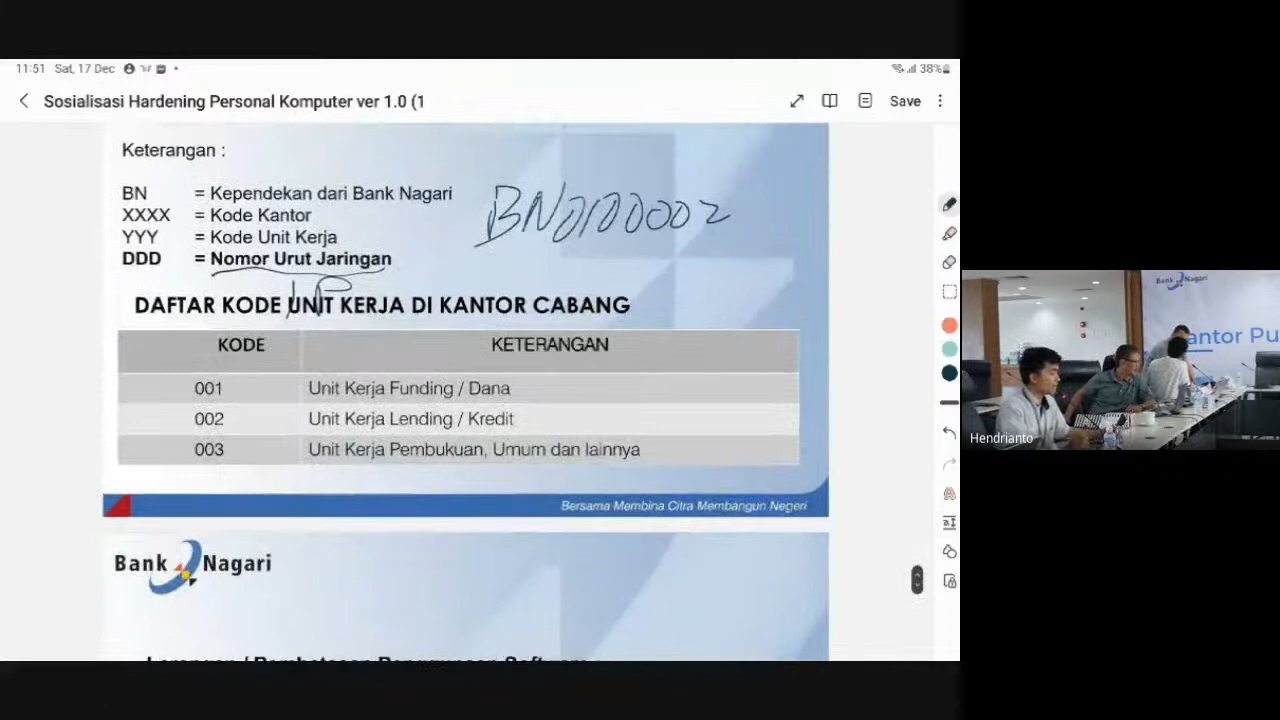 11:51 Sat, 17 Dec
38%
Sosialisasi Hardening Personal Komputer ver 1.0 (1
Save
Keterangan :
BN = Kependekan dari Bank Nagari
XXXX = Kode Kantor
YYY = Kode Unit Kerja
DDD = Nomor Urut Jaringan
BN0100002
IP
DAFTAR KODE UNIT KERJA DI KANTOR CABANG
KODE KETERANGAN
001 Unit Kerja Funding / Dana
002 Unit Kerja Lending / Kredit
003 Unit Kerja Pembukuan, Umum dan lainnya
Bersama Membina Citra Membangun Negeri
Bank Nagari
Bank Nagari
antor Pu
Hendrianto